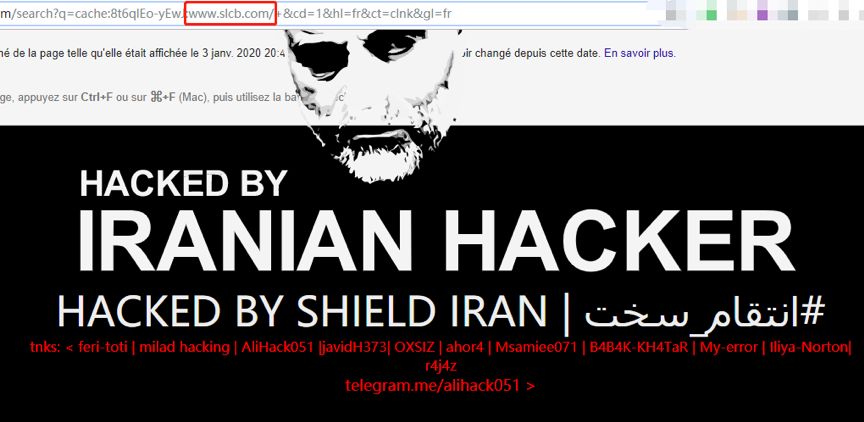 m/search?q=cache:8t6qlEo-yEw www.slcb.com/+&cd=1&hl=fr&ct=clnk&gl=fr
né de la page telle qu'elle était affichée le 3 janv. 2020 20:4 ir changé depuis cette date. En savoir plus.
ge, appuyez sur Ctrl+F ou sur ⌘+F (Mac), puis utilisez la ba
HACKED BY
IRANIAN HACKER
HACKED BY SHIELD IRAN | #انتقام_سخت
tnks: < feri-toti | milad hacking | AliHack051 |javidH373| OXSIZ | ahor4 | Msamiee071 | B4B4K-KH4TaR | My-error | Iliya-Norton|
r4j4z
telegram.me/alihack051 >